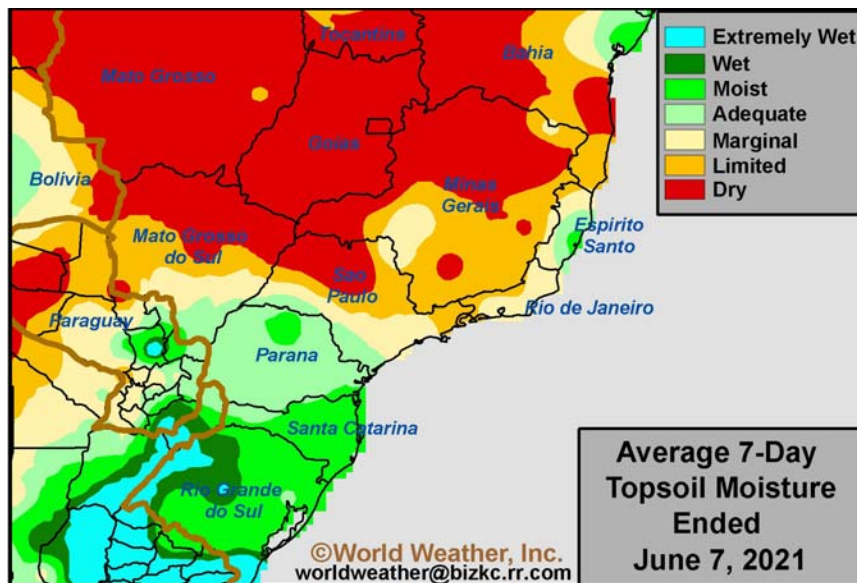 Tocantins
Bahia
Mato Grosso
Goias
Bolivia
Minas
Gerais
Mato Grosso
do Sul
Espirito
Santo
Sao
Paulo
Rio de Janeiro
Paraguay
Parana
Santa Catarina
Rio Grande
do Sul
Extremely Wet
Wet
Moist
Adequate
Marginal
Limited
Dry
Average 7-Day
Topsoil Moisture
Ended
June 7, 2021
©World Weather, Inc.
worldweather@bizkc.rr.com